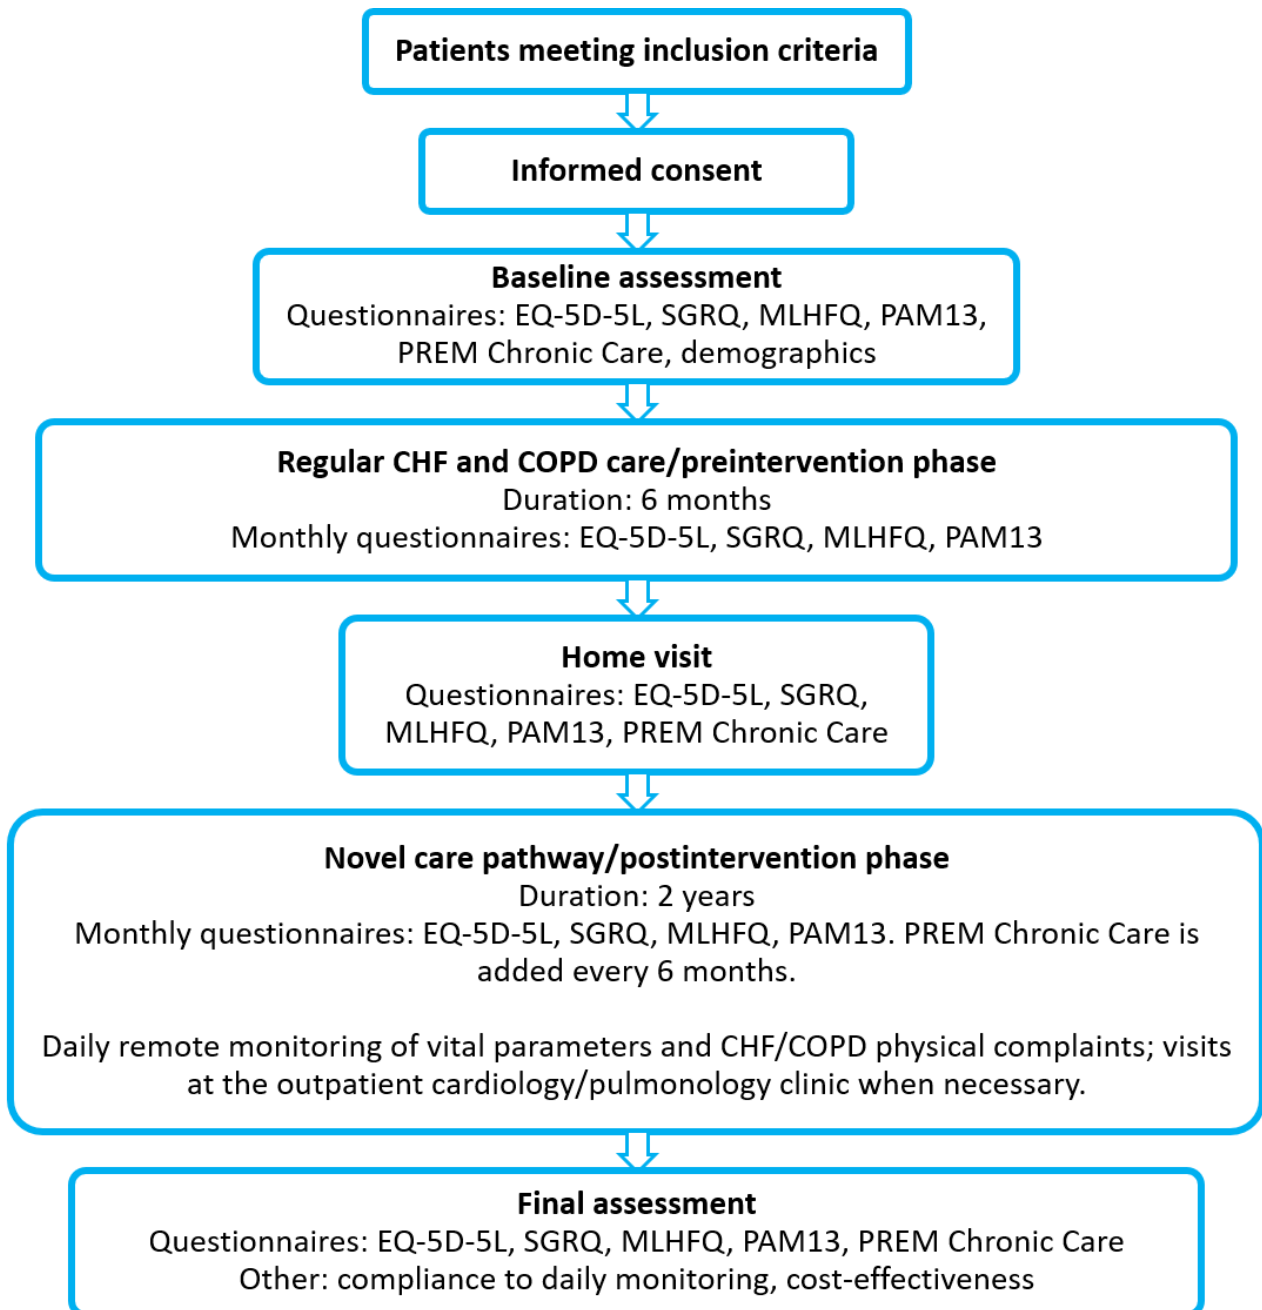 Patients meeting inclusion criteria
Informed consent
Baseline assessment
Questionnaires: EQ-5D-5L, SGRQ, MLHFQ, PAM13,
PREM Chronic Care, demographics
Regular CHF and COPD care/preintervention phase
Duration: 6 months
Monthly questionnaires: EQ-5D-5L, SGRQ, MLHFQ, PAM13
Home visit
Questionnaires: EQ-5D-5L, SGRQ,
MLHFQ, PAM13, PREM Chronic Care
Novel care pathway/postintervention phase
Duration: 2 years
Monthly questionnaires: EQ-5D-5L, SGRQ, MLHFQ, PAM13. PREM Chronic Care is
added every 6 months.
Daily remote monitoring of vital parameters and CHF/COPD physical complaints; visits
at the outpatient cardiology/pulmonology clinic when necessary.
Final assessment
Questionnaires: EQ-5D-5L, SGRQ, MLHFQ, PAM13, PREM Chronic Care
Other: compliance to daily monitoring, cost-effectiveness